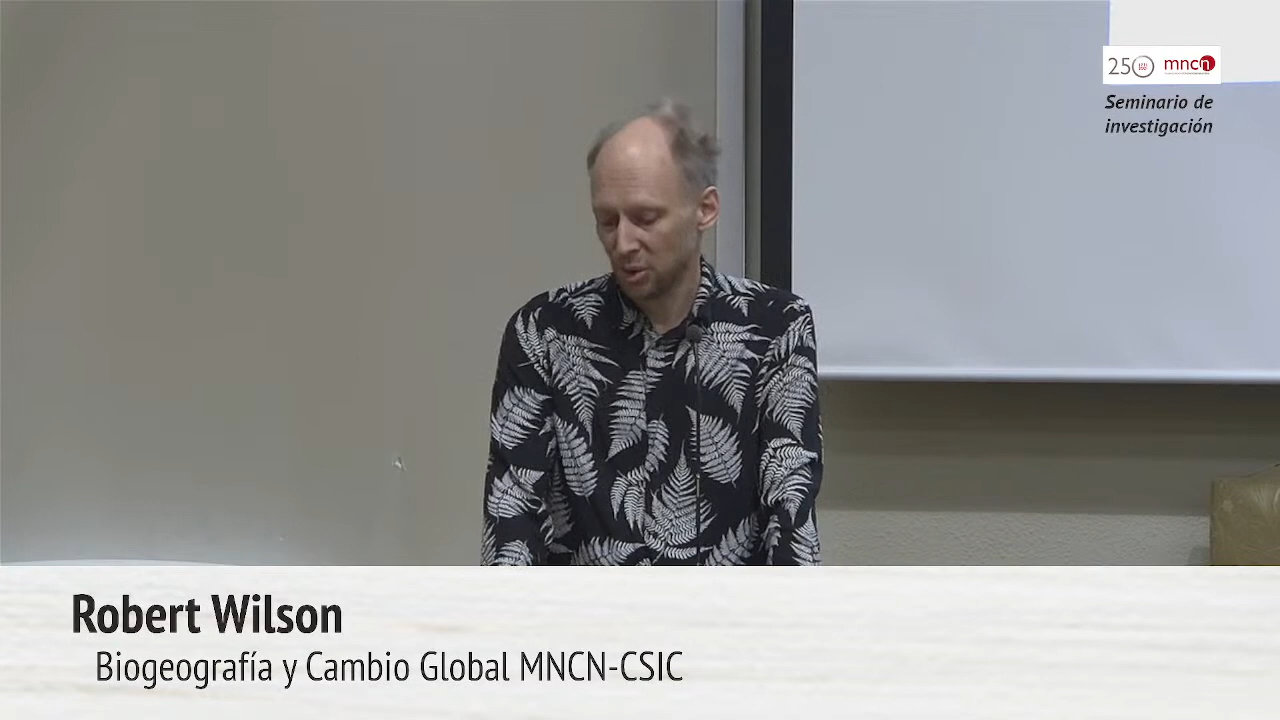 250 mncn
Seminario de
investigación
Robert Wilson
Biogeografía y Cambio Global MNCN-CSIC